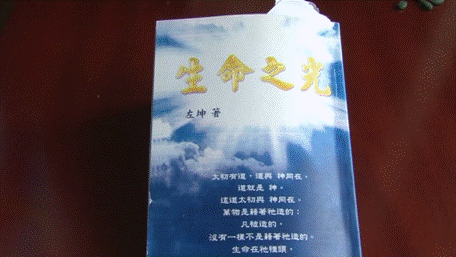 生命之光
左坤 著
太初有道，道與 神同在，
道就是 神。
這道太初與 神同在。
萬物是藉著祂造的；
凡被造的，
沒有一樣不是藉著祂造的。
生命在祂裡頭，